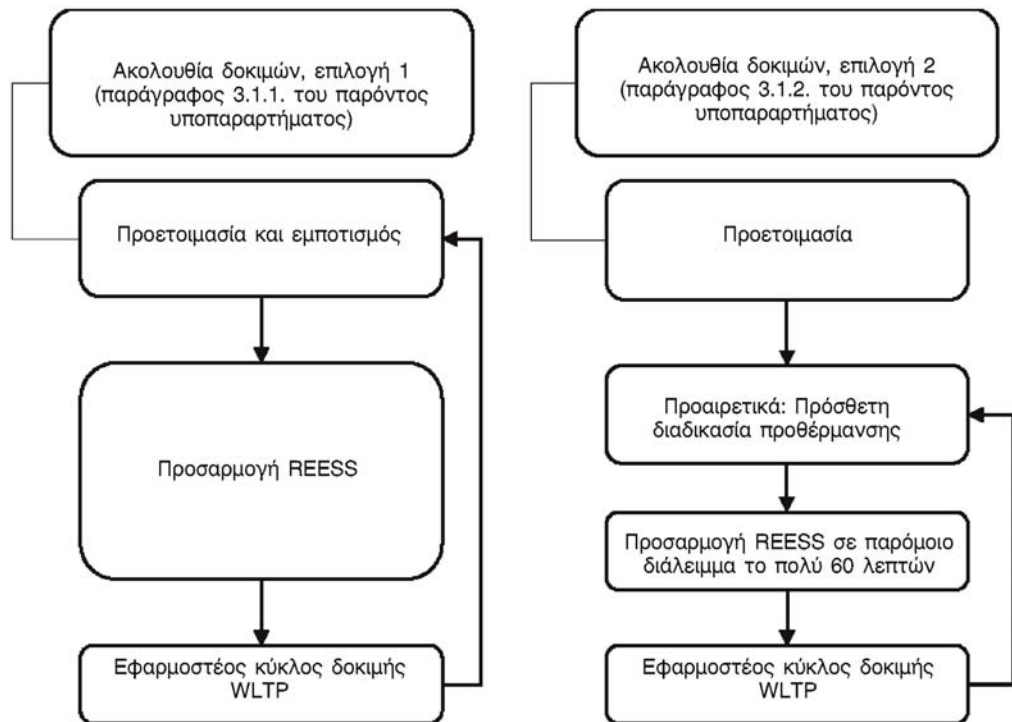 Ακολουθία δοκιμών, επιλογή 1
(παράγραφος 3.1.1. του παρόντος
υποπαραρτήματος)
Προετοιμασία και εμποτισμός
Προσαρμογή REESS
Εφαρμοστέος κύκλος δοκιμής
WLTP
Ακολουθία δοκιμών, επιλογή 2
(παράγραφος 3.1.2. του παρόντος
υποπαραρτήματος)
Προετοιμασία
Προαιρετικά: Πρόσθετη
διαδικασία προθέρμανσης
Προσαρμογή REESS σε παρόμοιο
διάλειμμα το πολύ 60 λεπτών
Εφαρμοστέος κύκλος δοκιμής
WLTP